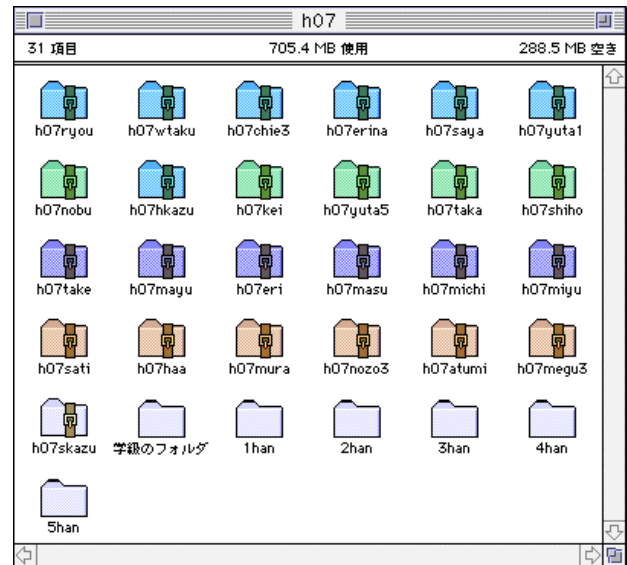 h07
31 項目 705.4 MB 使用 288.5 MB 空き
h07ryou h07wtaku h07chie3 h07erina h07saya h07yuta1
h07nobu h07hkazu h07kei h07yuta5 h07taka h07shiho
h07take h07mayu h07eri h07masu h07michi h07miyu
h07sati h07haa h07mura h07nozo3 h07atumi h07megu3
h07skazu 学級のフォルダ 1han 2han 3han 4han
5han